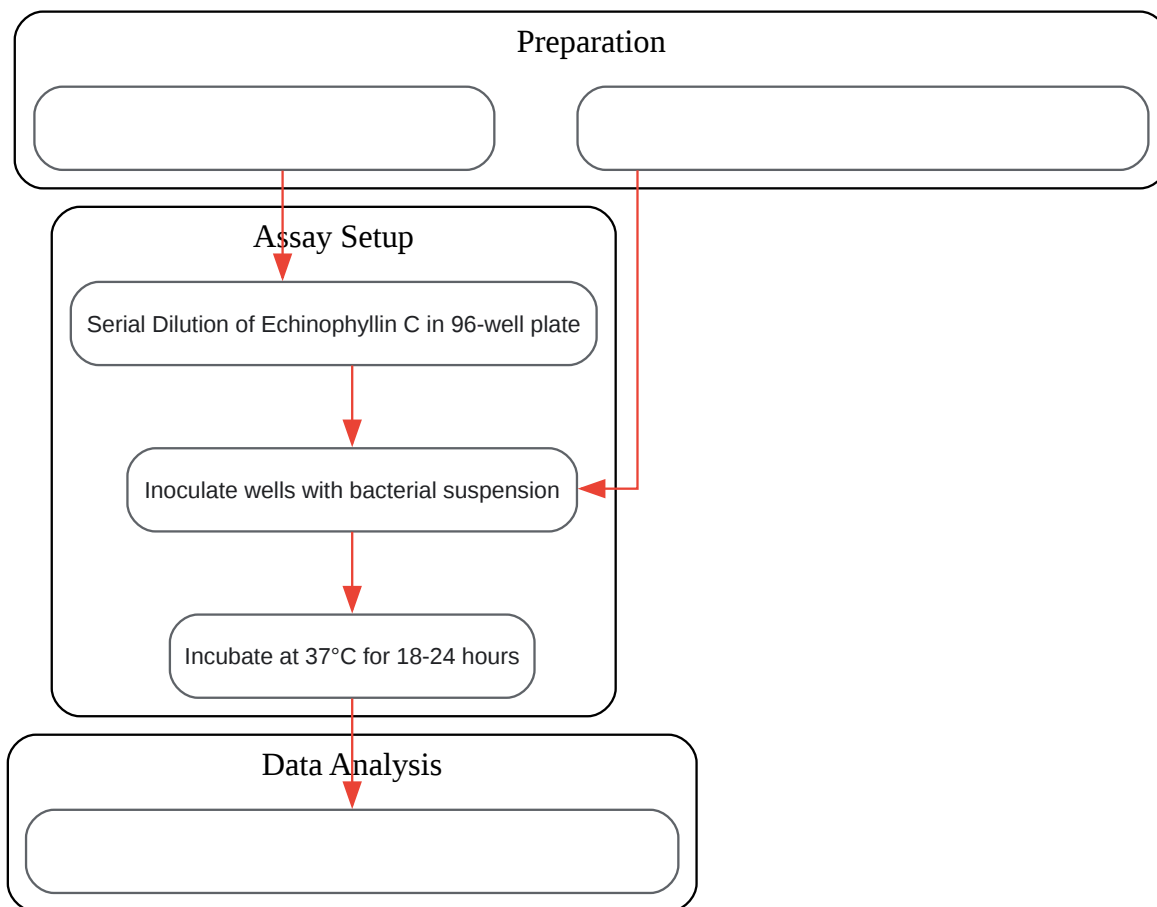 Preparation
Assay Setup
Serial Dilution of Echinophyllin C in 96-well plate
Inoculate wells with bacterial suspension
Incubate at 37°C for 18-24 hours
Data Analysis